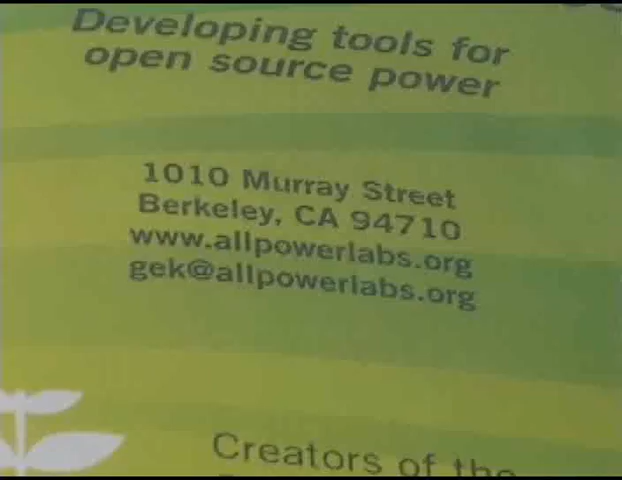 Developing tools for
open source power
1010 Murray Street
Berkeley, CA 94710
www.allpowerlabs.org
gek@allpowerlabs.org
Creators of the